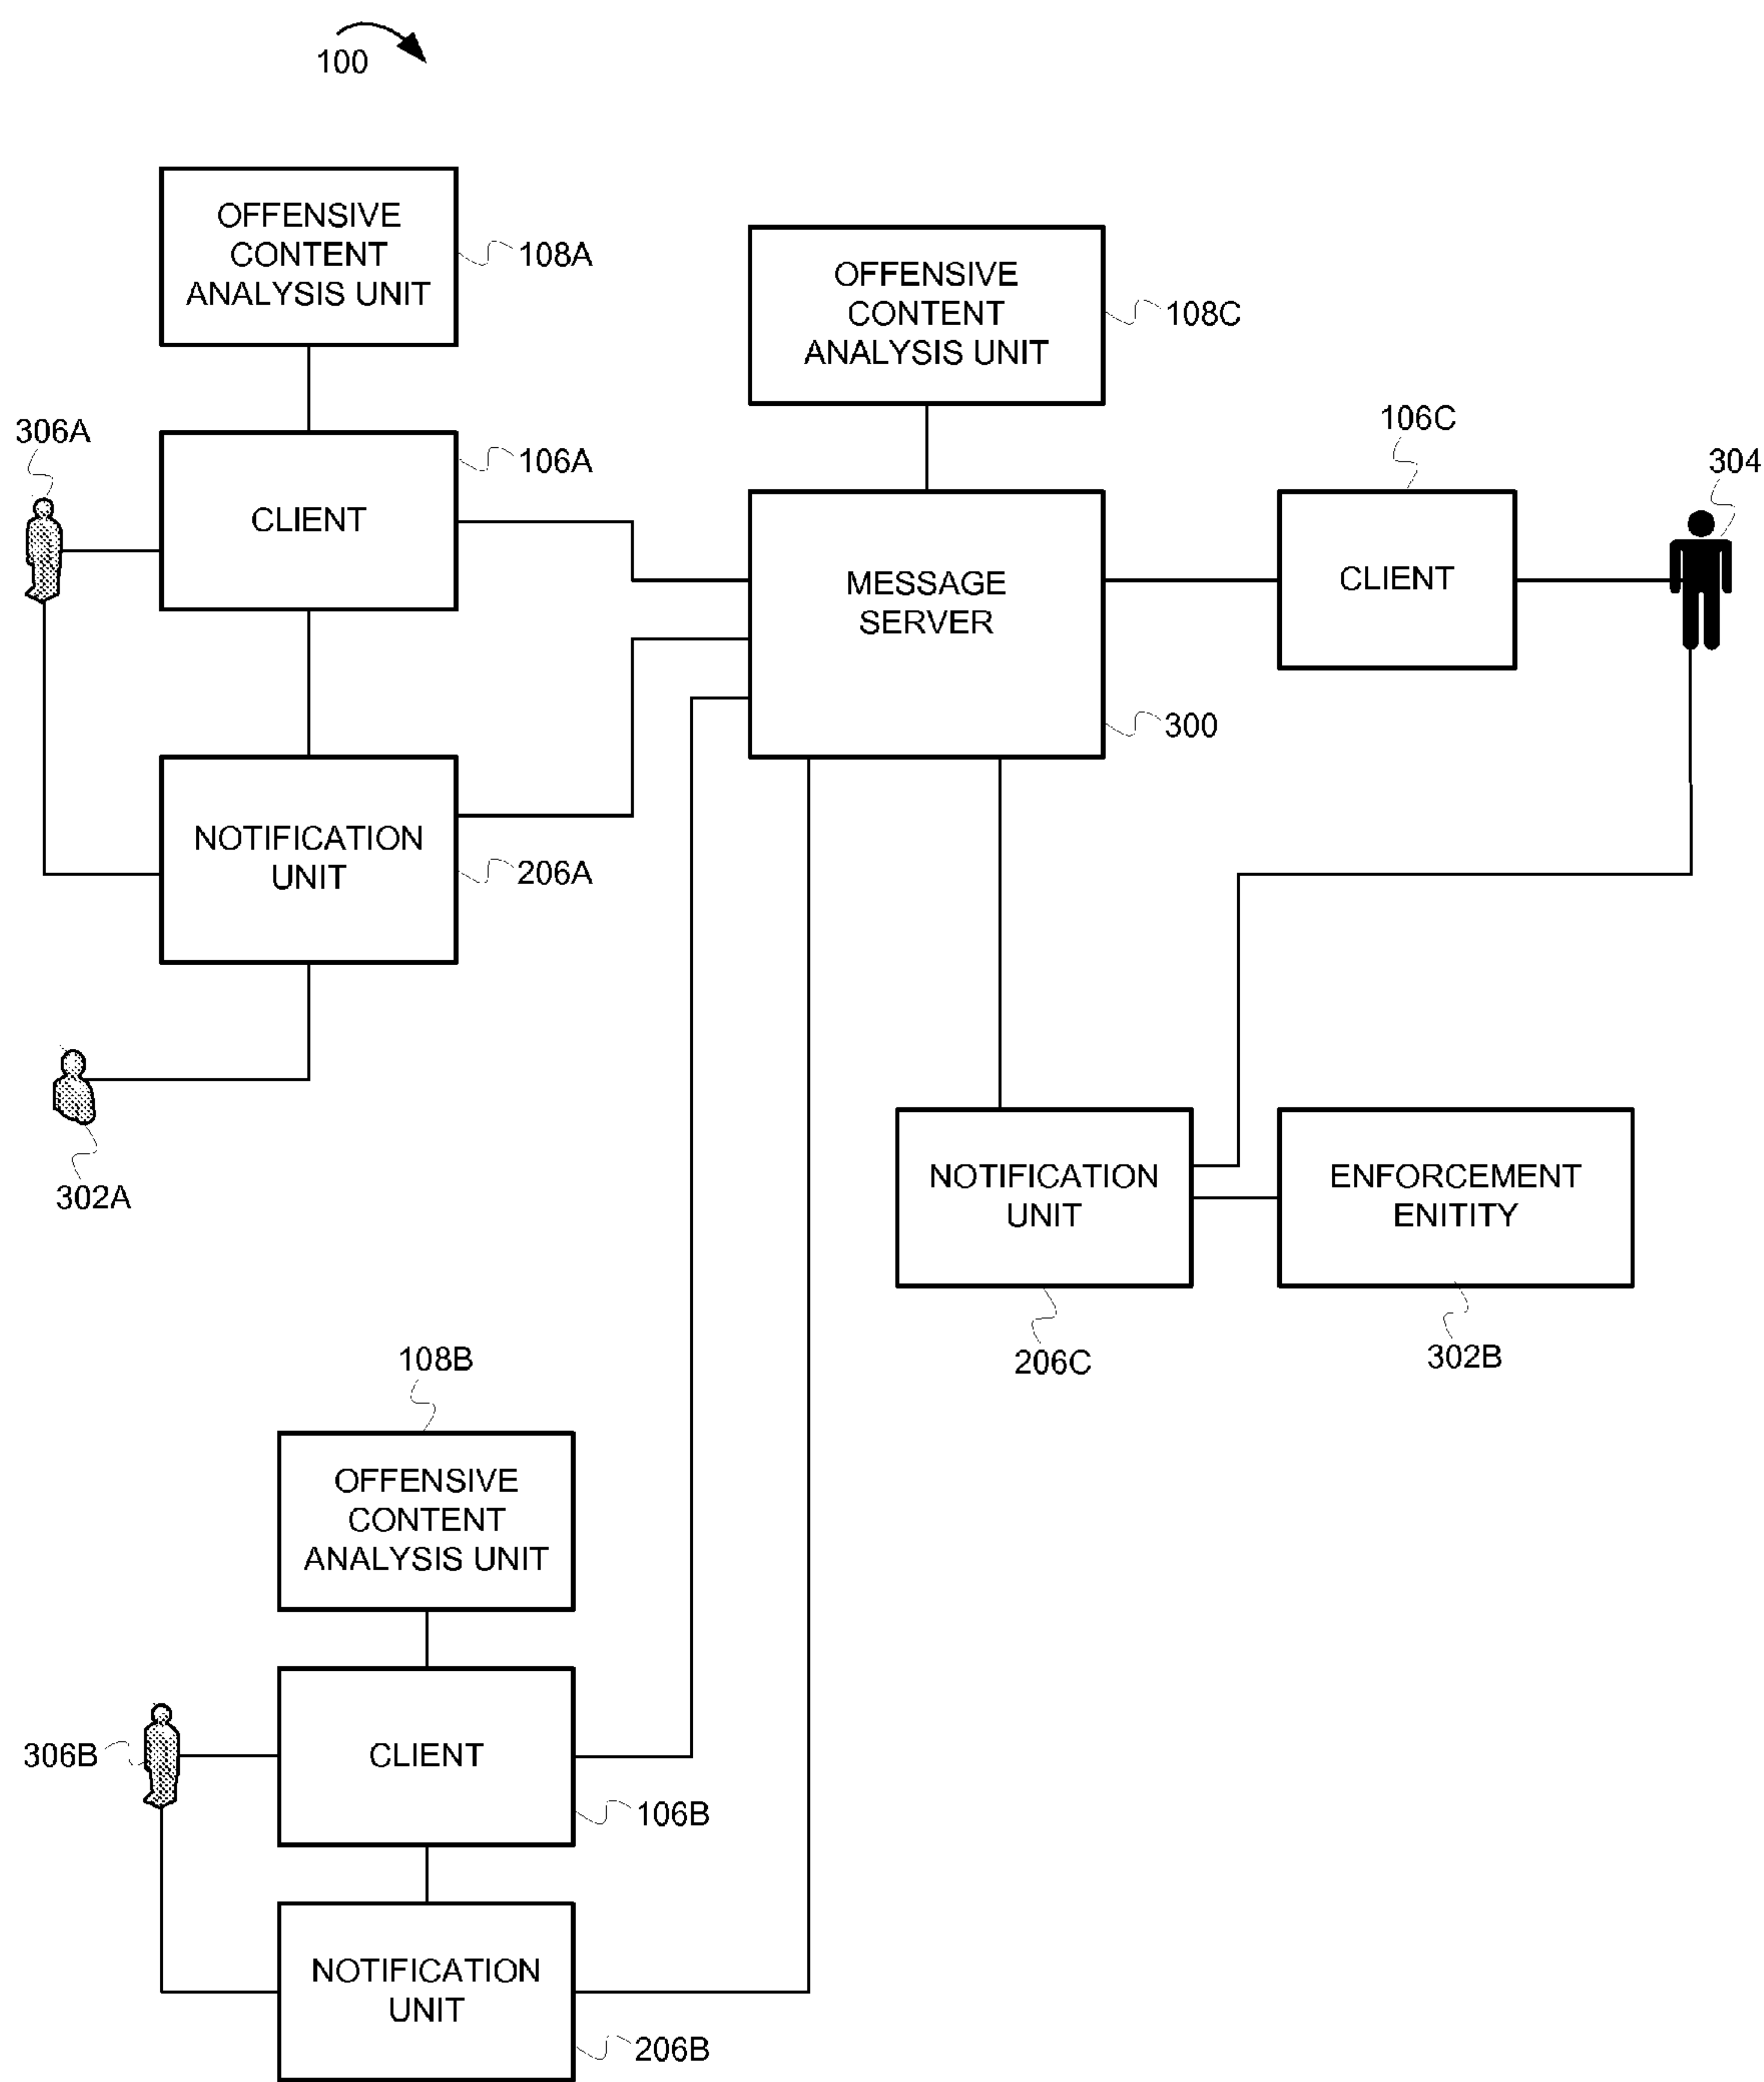 100
OFFENSIVE
CONTENT
ANALYSIS UNIT
108A
OFFENSIVE
CONTENT
ANALYSIS UNIT
108C
306A
CLIENT
106A
MESSAGE
SERVER
300
106C
CLIENT
304
NOTIFICATION
UNIT
206A
302A
NOTIFICATION
UNIT
206C
ENFORCEMENT
ENITITY
302B
108B
OFFENSIVE
CONTENT
ANALYSIS UNIT
306B
CLIENT
106B
NOTIFICATION
UNIT
206B